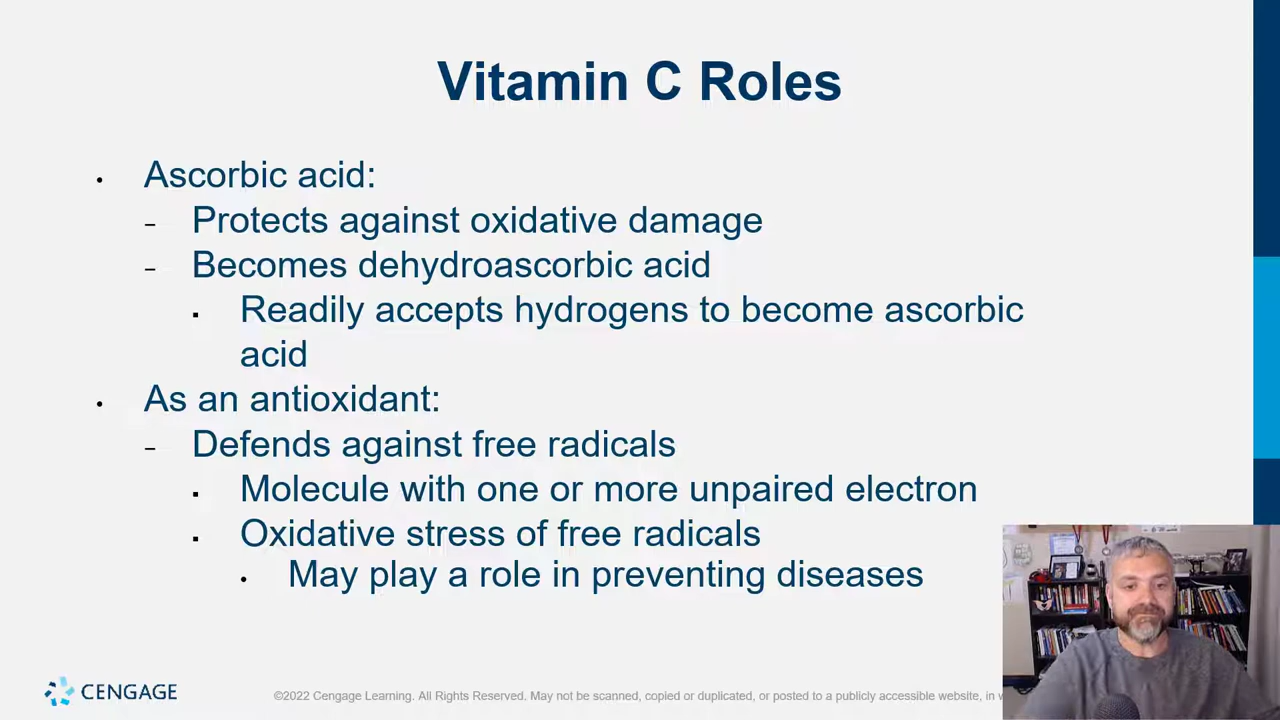 Vitamin C Roles
• Ascorbic acid:
– Protects against oxidative damage
– Becomes dehydroascorbic acid
▪ Readily accepts hydrogens to become ascorbic
acid
• As an antioxidant:
– Defends against free radicals
▪ Molecule with one or more unpaired electron
▪ Oxidative stress of free radicals
• May play a role in preventing diseases
CENGAGE
©2022 Cengage Learning. All Rights Reserved. May not be scanned, copied or duplicated, or posted to a publicly accessible website, in